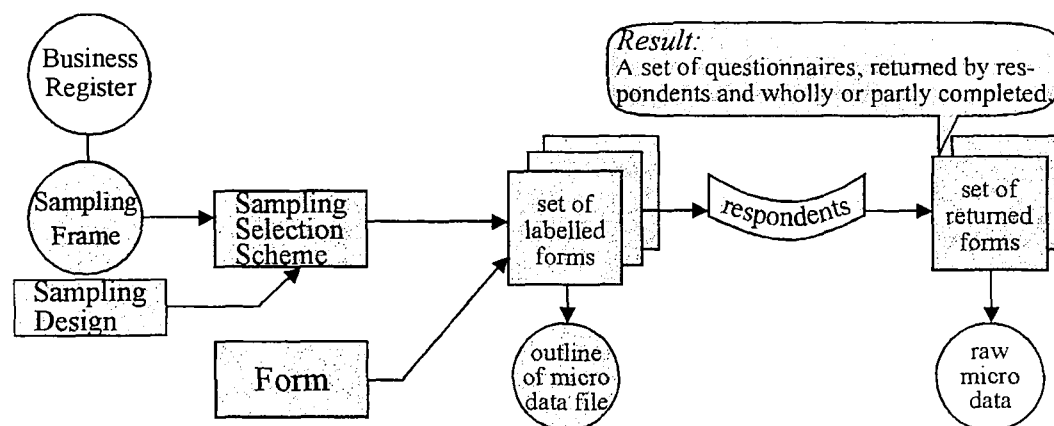 Business
Register
Sampling
Frame
Sampling
Design
Sampling
Selection
Scheme
Form
set of
labelled
forms
outline
of micro
data file
respondents
Result:
A set of questionnaires, returned by res-
pondents and wholly or partly completed.
set of
returned
forms
raw
micro
data